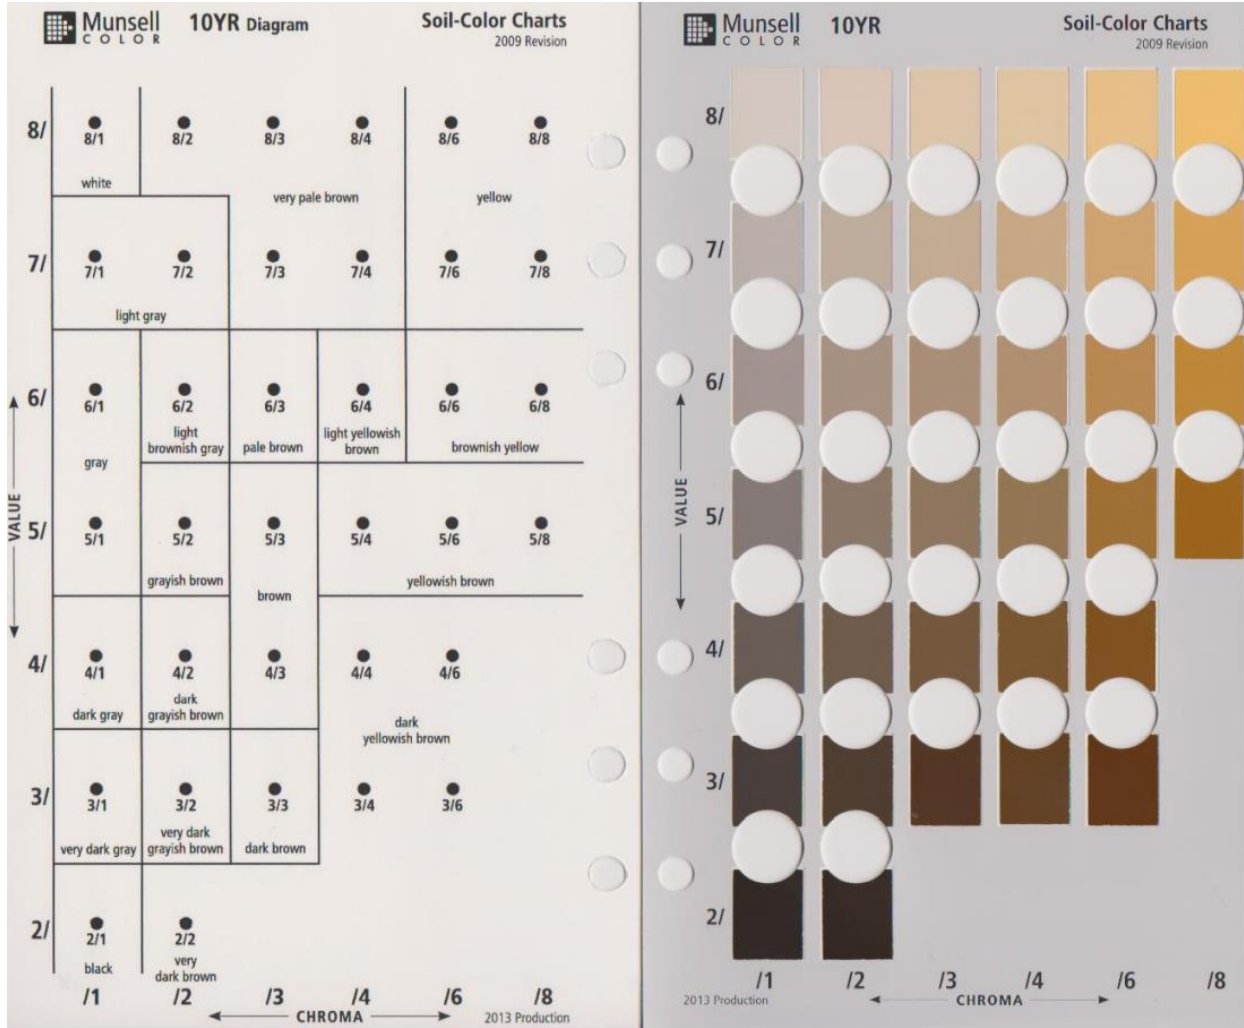 Munsell
COLOR
10YR Diagram
Soil-Color Charts
2009 Revision
8/
8/1
8/2
8/3
8/4
8/6
8/8
white
very pale brown
yellow
7/
7/1
7/2
7/3
7/4
7/6
7/8
light gray
6/
6/1
6/2
6/3
6/4
6/6
6/8
light
brownish gray
pale brown
light yellowish
brown
brownish yellow
gray
VALUE
5/
5/1
5/2
5/3
5/4
5/6
5/8
grayish brown
brown
yellowish brown
4/
4/1
4/2
4/3
4/4
4/6
dark gray
dark
grayish brown
dark
yellowish brown
3/
3/1
3/2
3/3
3/4
3/6
very dark gray
very dark
grayish brown
dark brown
2/
2/1
2/2
black
very
dark brown
/1
/2
/3
/4
/6
/8
CHROMA
2013 Production
Munsell
COLOR
10YR
Soil-Color Charts
2009 Revision
8/
7/
6/
VALUE
5/
4/
3/
2/
/1
/2
/3
/4
/6
/8
2013 Production
CHROMA